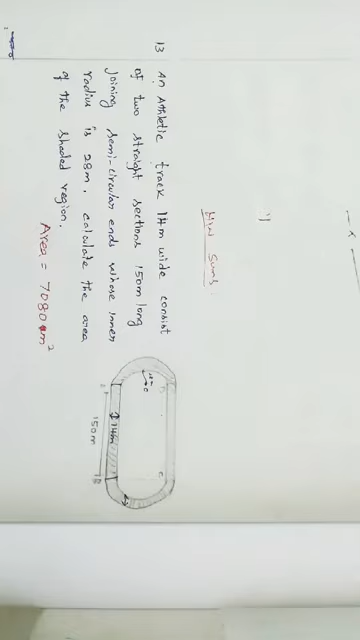 H.W Sums
13 An Athletic track 14m wide consist
of two straight sections 150m long
joining semi-circular ends whose inner
radius is 28m. calculate the area
of the shaded region.
Area = 7080 m²
14m
150m